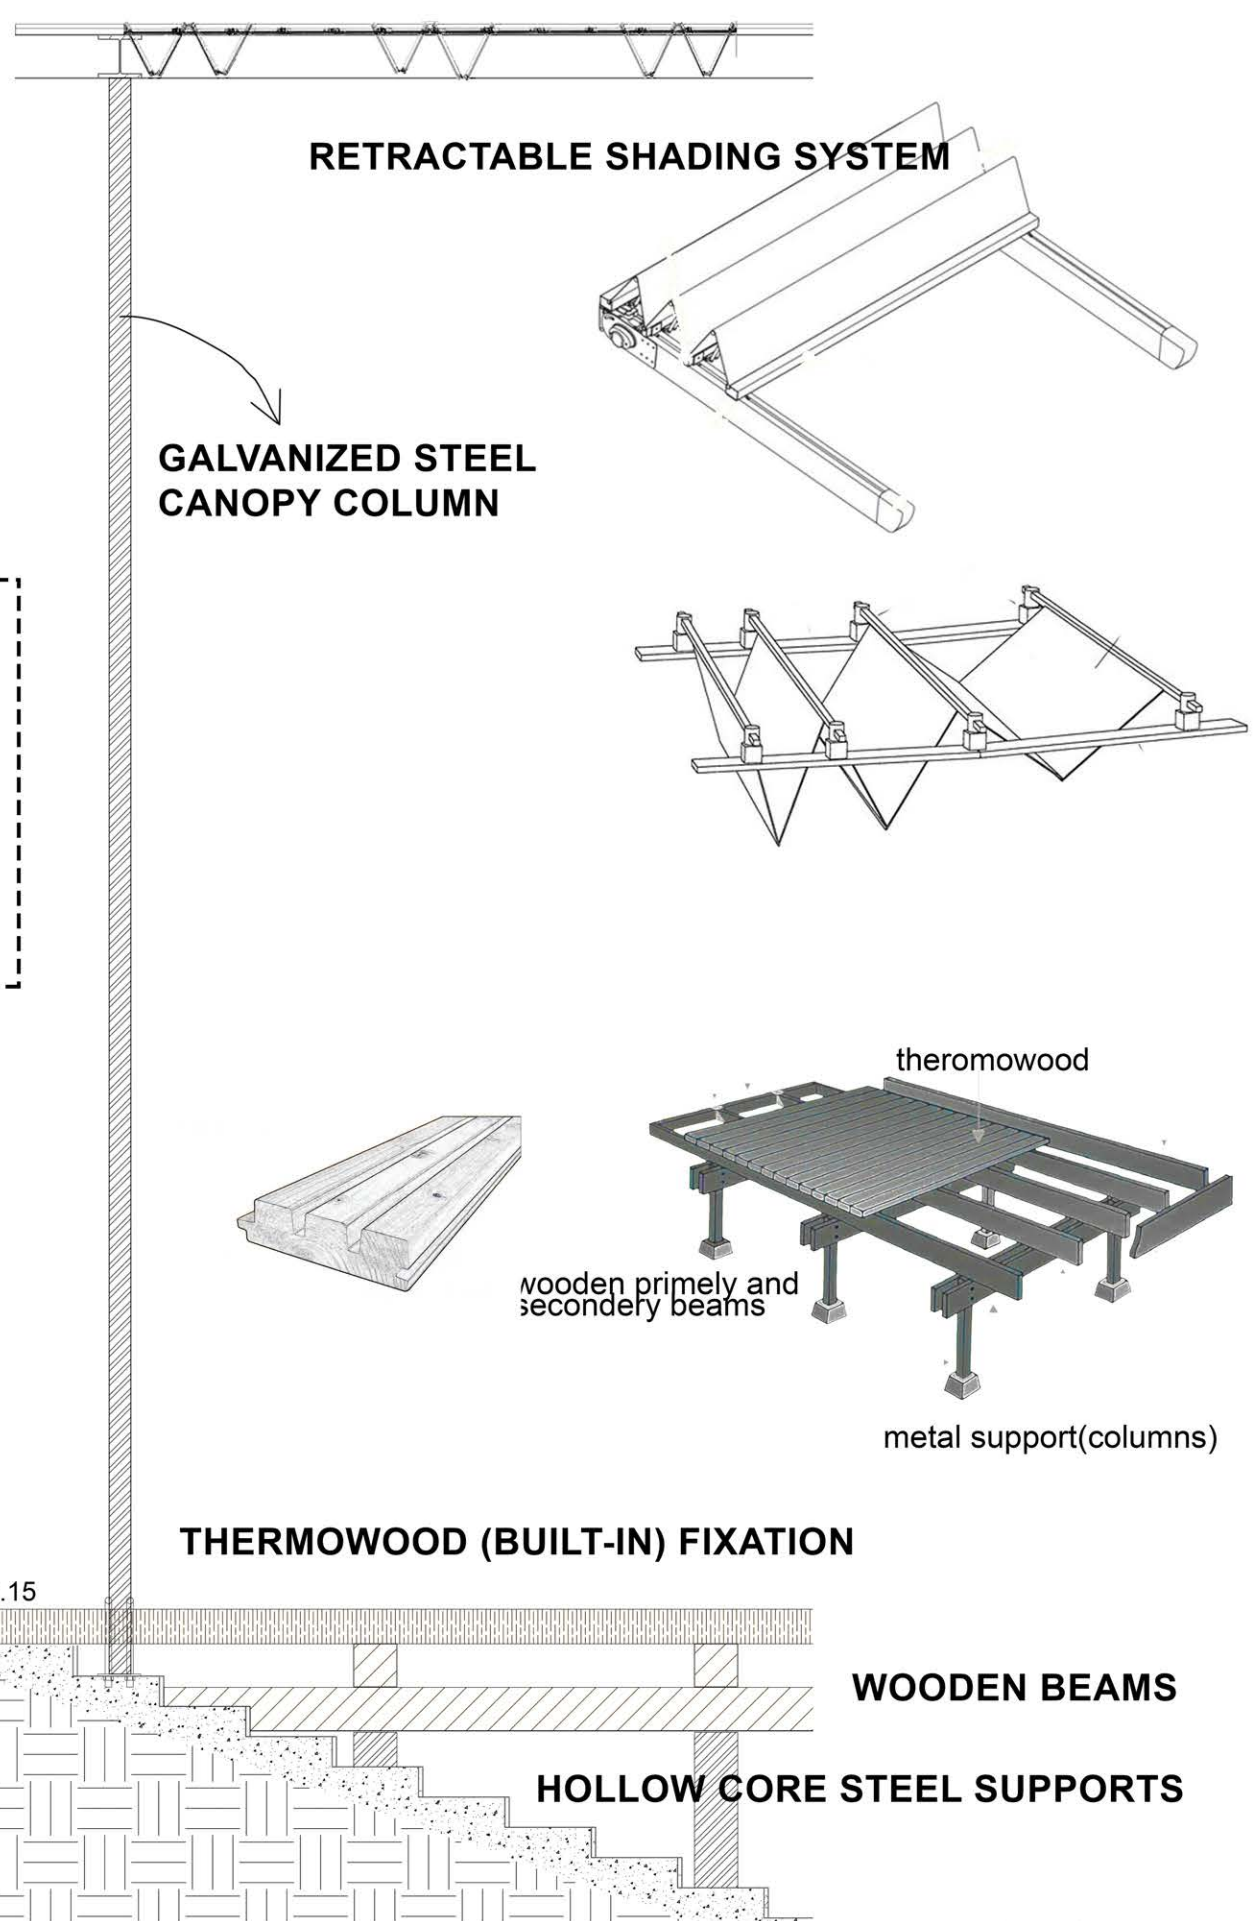 RETRACTABLE SHADING SYSTEM
GALVANIZED STEEL
CANOPY COLUMN
theromowood
wooden primely and
secondery beams
metal support(columns)
THERMOWOOD (BUILT-IN) FIXATION
.15
WOODEN BEAMS
HOLLOW CORE STEEL SUPPORTS